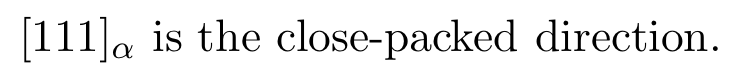 [111]α is the close-packed direction.